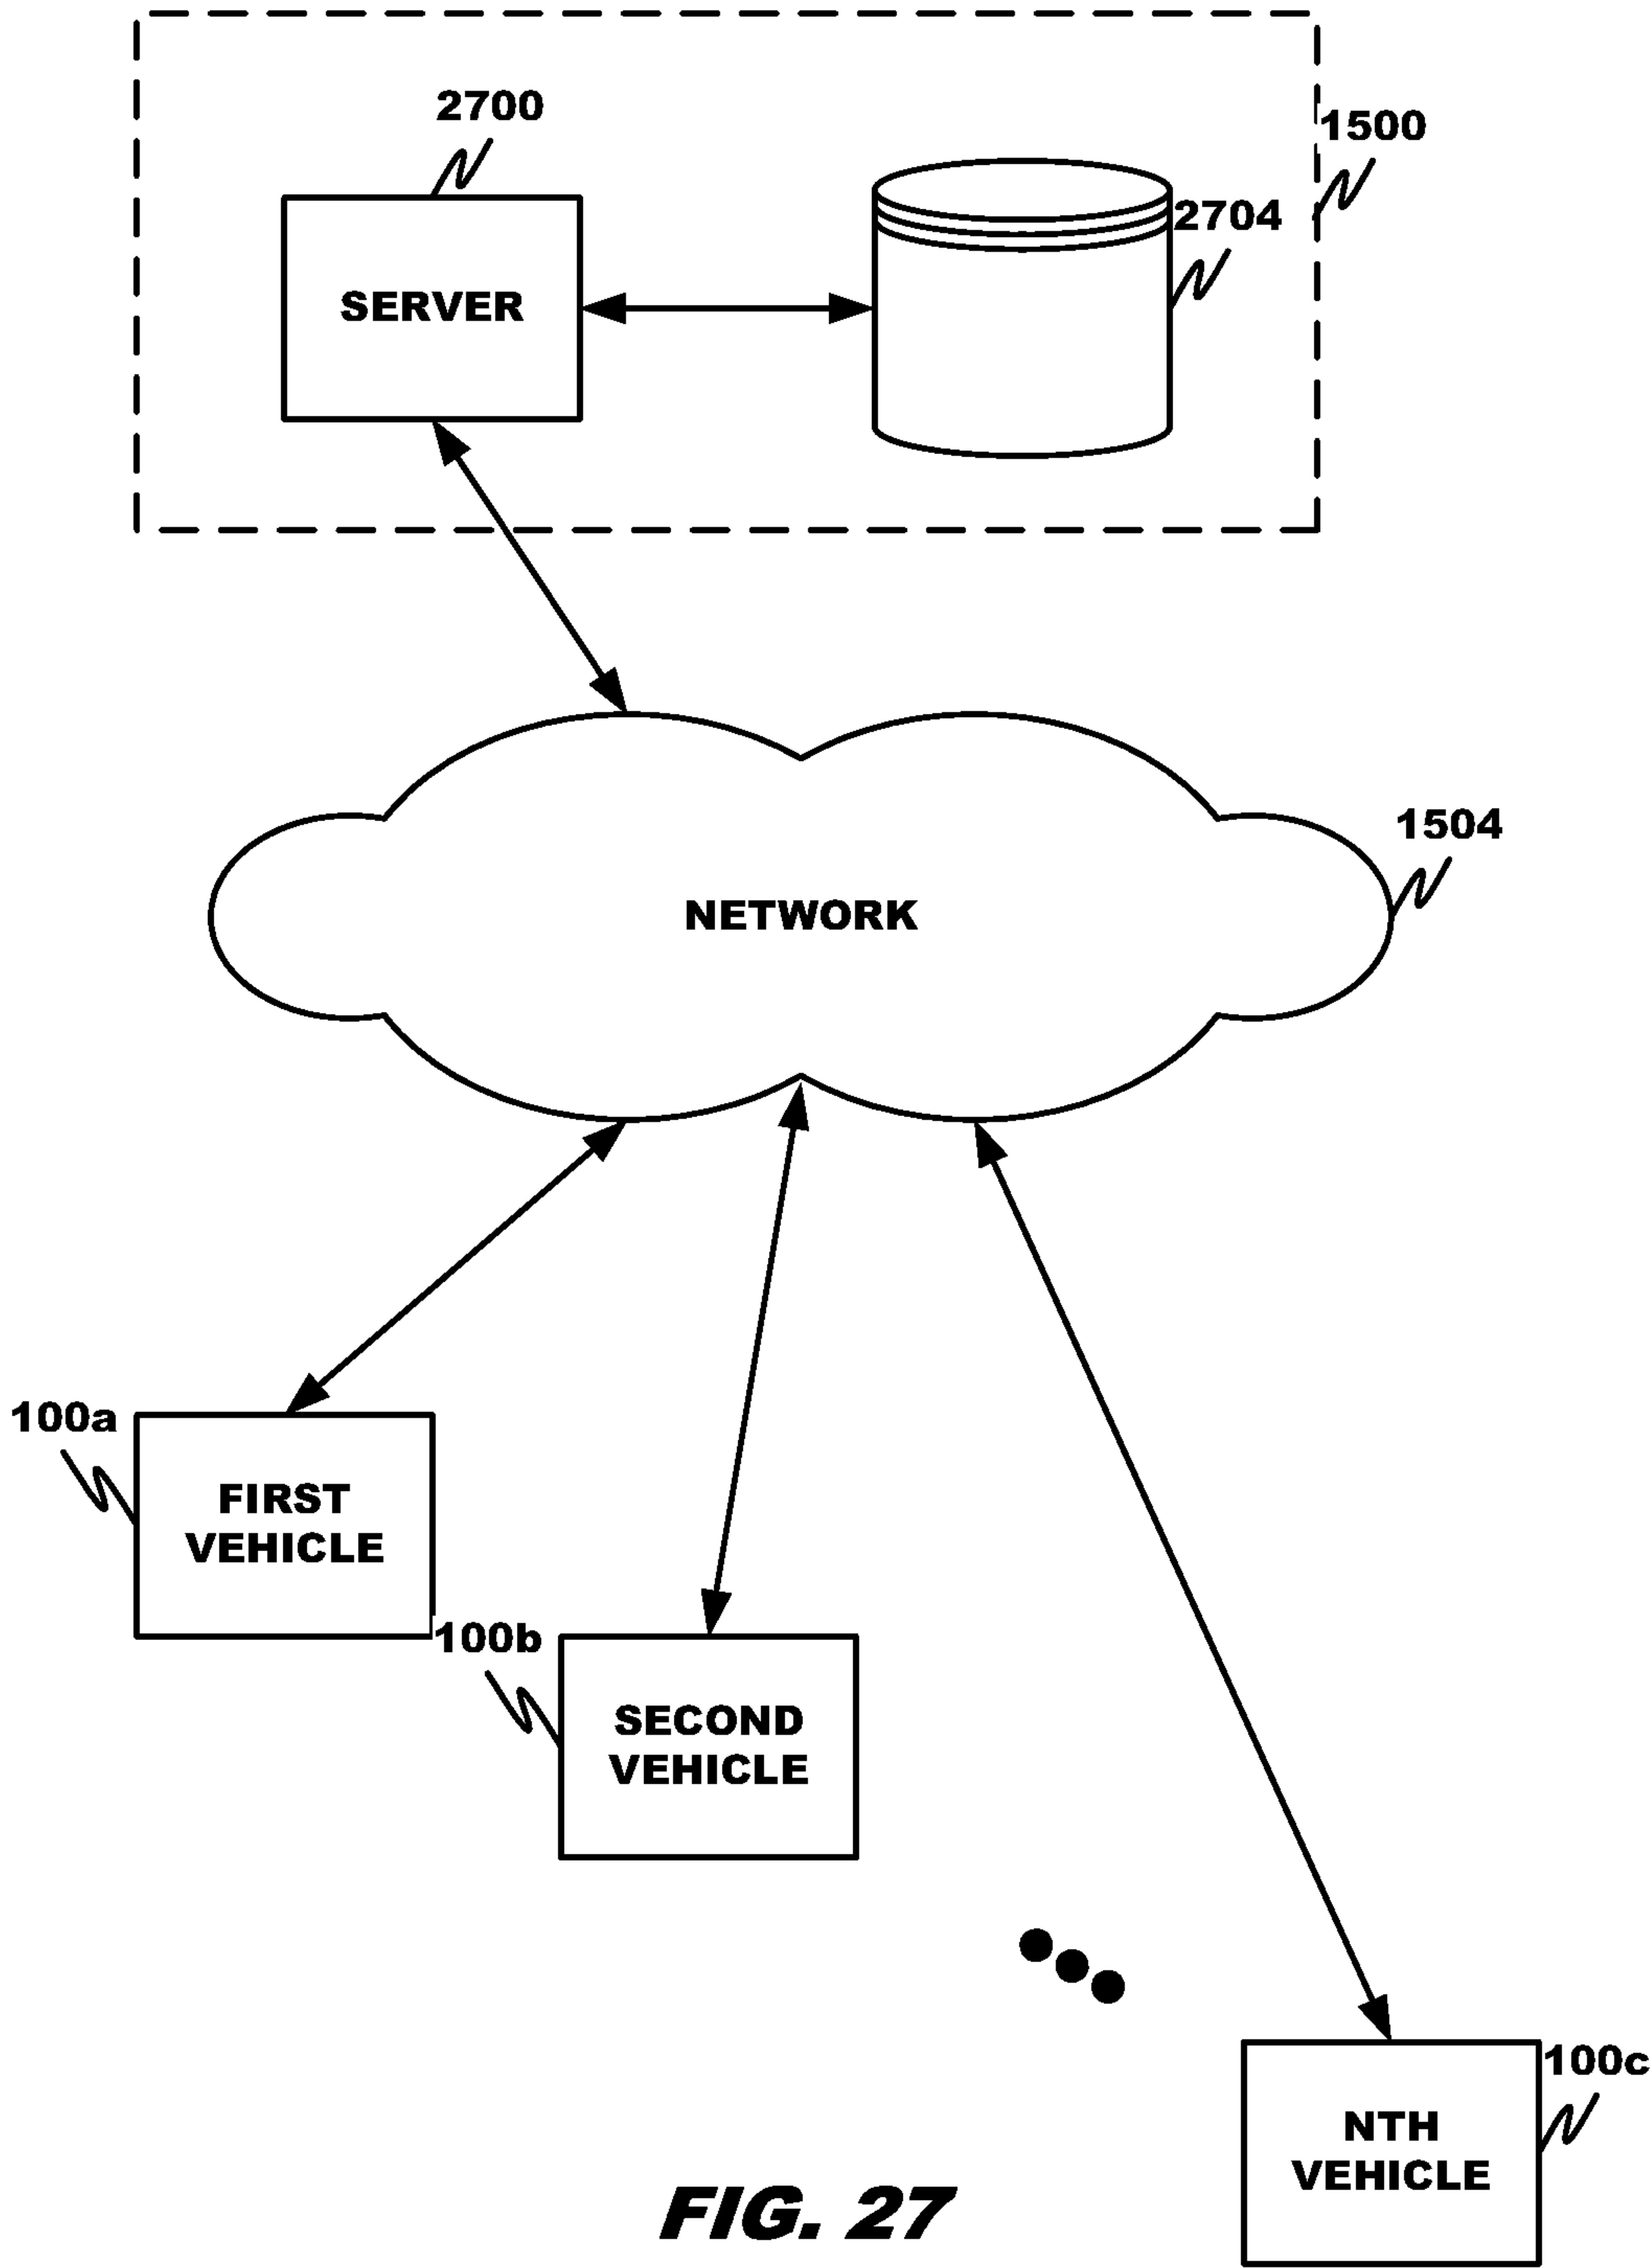 2700
1500
2704
SERVER
1504
NETWORK
100a
FIRST
VEHICLE
100b
SECOND
VEHICLE
100c
NTH
VEHICLE
FIG. 27